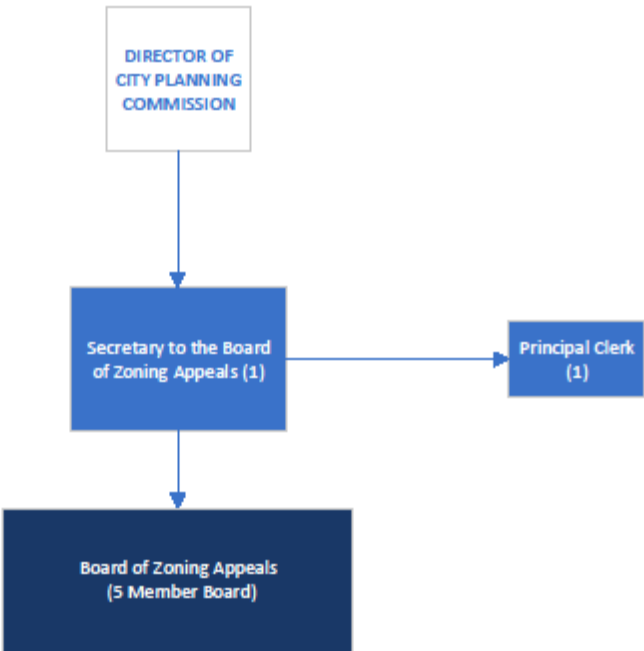 DIRECTOR OF
CITY PLANNING
COMMISSION
Secretary to the Board
of Zoning Appeals (1)
Principal Clerk
(1)
Board of Zoning Appeals
(5 Member Board)